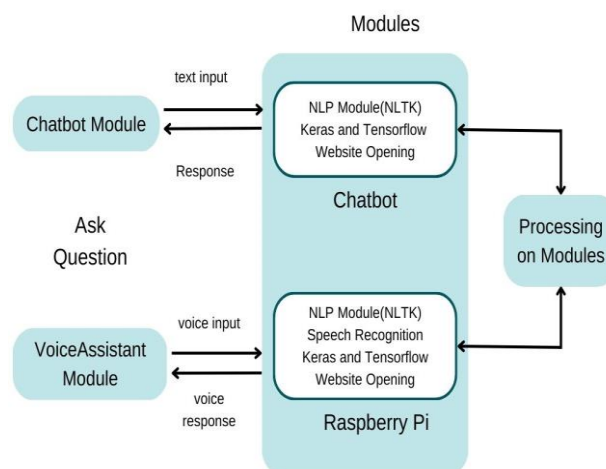 Modules
text input
Chatbot Module
Response
NLP Module(NLTK)
Keras and Tensorflow
Website Opening
Chatbot
Ask
Question
Processing
on Modules
voice input
VoiceAssistant
Module
voice
response
NLP Module(NLTK)
Speech Recognition
Keras and Tensorflow
Website Opening
Raspberry Pi